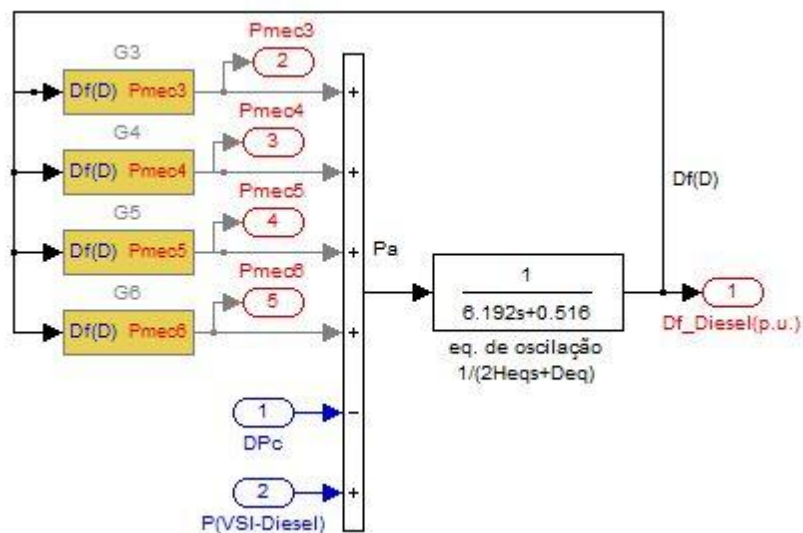 Pmec3
G3
2
Df(D) Pmec3
+
G4
Pmec4
3
Df(D) Pmec4
+
Df(D)
G5
Pmec5
4
Df(D) Pmec5
+
Pa
G6
Pmec6
5
Df(D) Pmec6
+
1
6.192s+0.516
eq. de oscilação
1/(2Heqs+Deq)
1
Df_Diesel(p.u.)
1
DPc
−
2
P(VSI-Diesel)
+